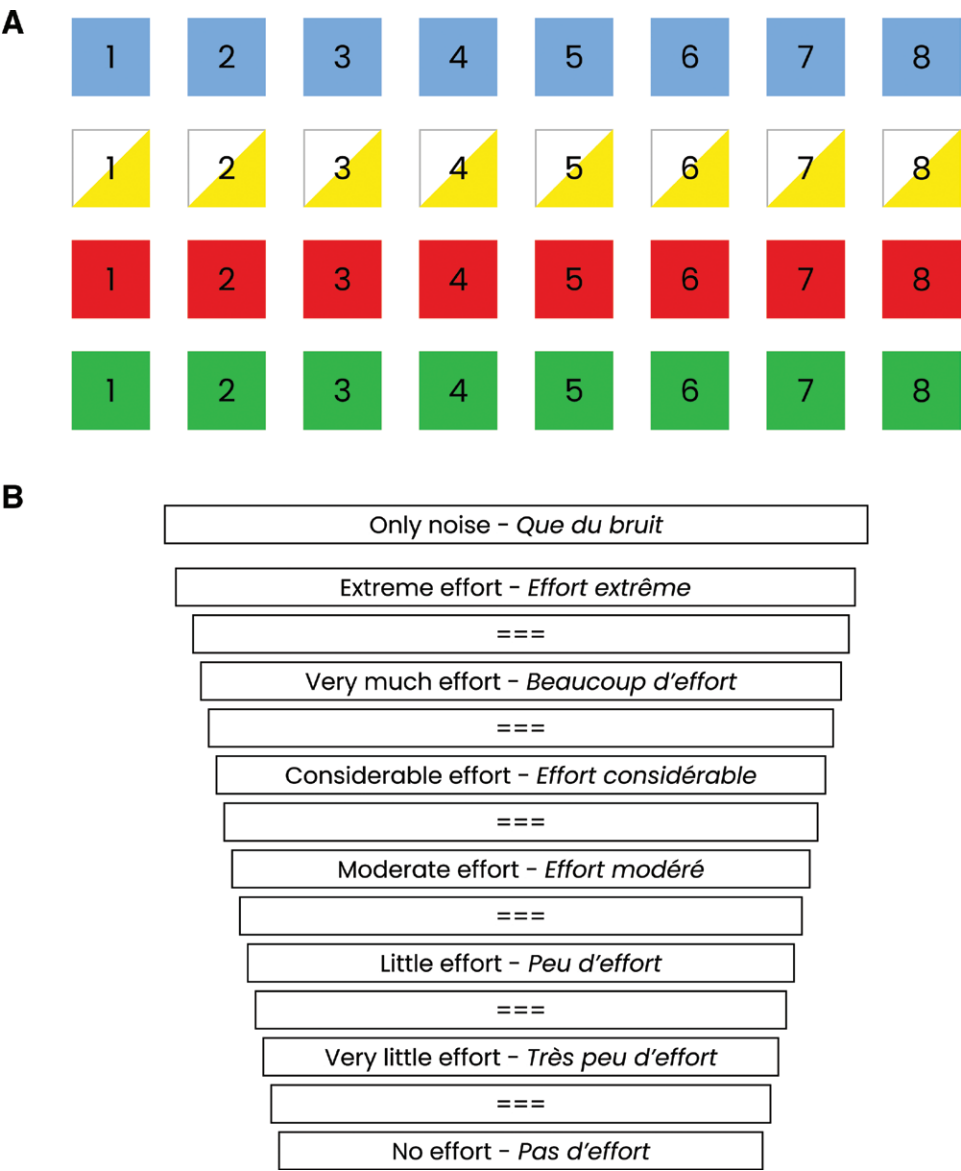 A
1 2 3 4 5 6 7 8
1 2 3 4 5 6 7 8
1 2 3 4 5 6 7 8
1 2 3 4 5 6 7 8
B
Only noise - Que du bruit
Extreme effort - Effort extrême
===
Very much effort - Beaucoup d'effort
===
Considerable effort - Effort considérable
===
Moderate effort - Effort modéré
===
Little effort - Peu d'effort
===
Very little effort - Très peu d'effort
===
No effort - Pas d'effort